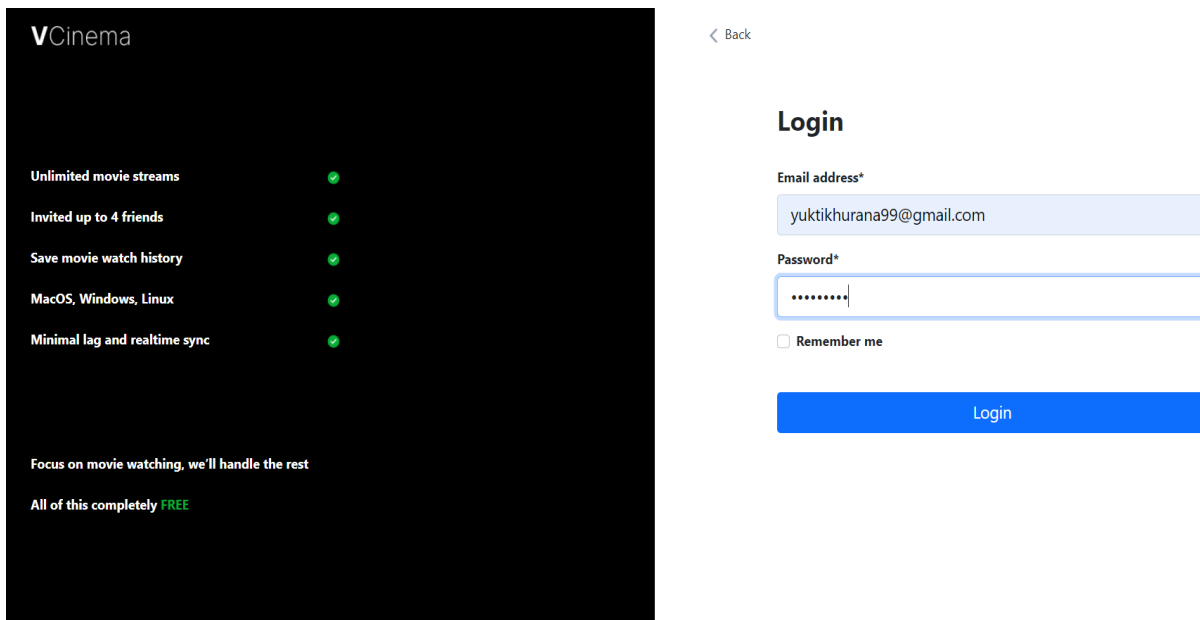 VCinema
Unlimited movie streams
Invited up to 4 friends
Save movie watch history
MacOS, Windows, Linux
Minimal lag and realtime sync
Focus on movie watching, we'll handle the rest
All of this completely FREE
Back
Login
Email address*
yuktikhurana99@gmail.com
Password*
•••••••••
Remember me
Login